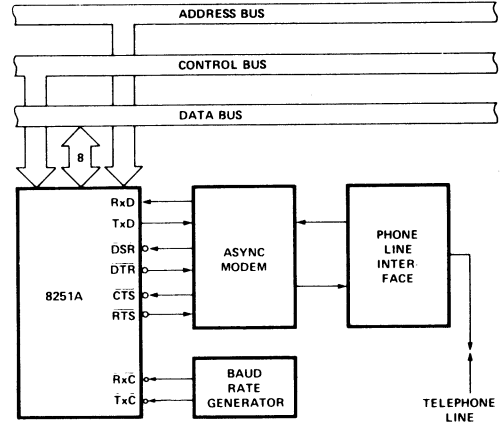 ADDRESS BUS
CONTROL BUS
DATA BUS
8
8251A
RxD
TxD
DSR
DTR
CTS
RTS
RxC
TxC
ASYNC
MODEM
PHONE
LINE
INTER-
FACE
BAUD
RATE
GENERATOR
TELEPHONE
LINE